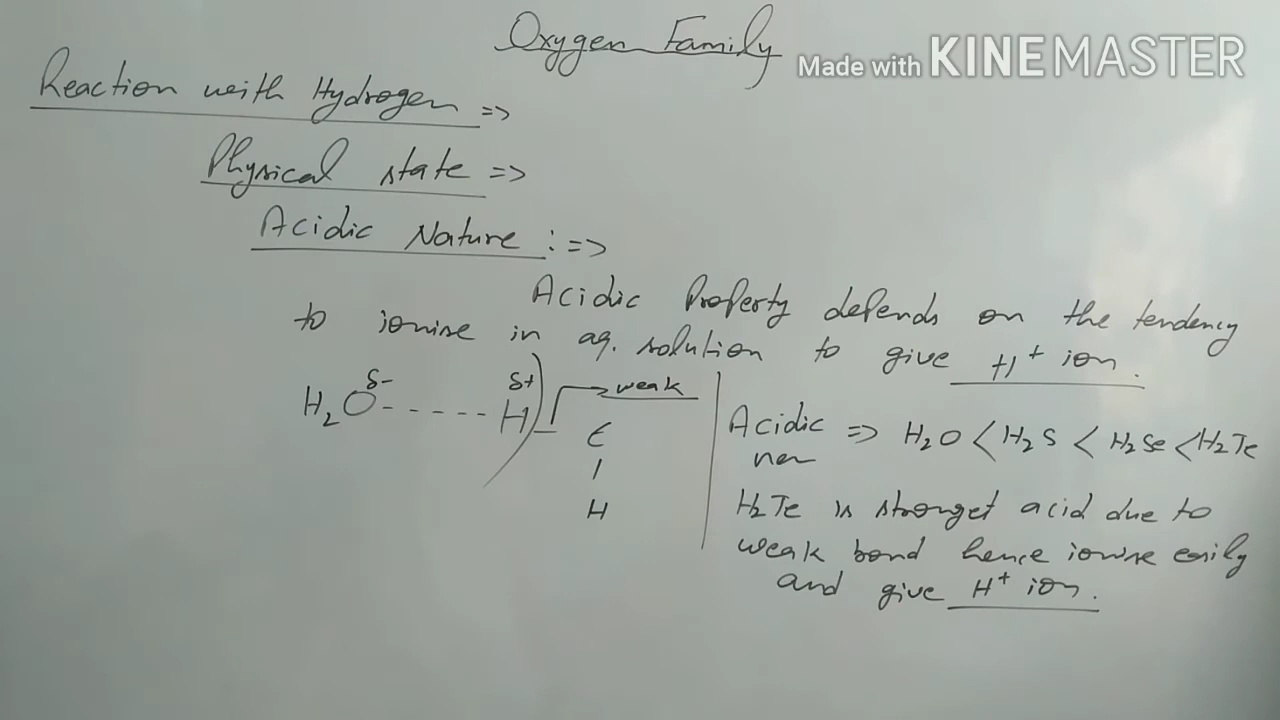 Oxygen Family
Made with KINEMASTER
Reaction with Hydrogen =>
Physical state =>
Acidic Nature : =>
Acidic Property depends on the tendency
to ionise in aq. solution to give H+ ion.
δ- δ+ weak
H2O - - - - - H
I
H
Acidic => H2O < H2S < H2Se < H2Te
H2Te is stronget acid due to
weak bond hence ionise easily
and give H+ ion.